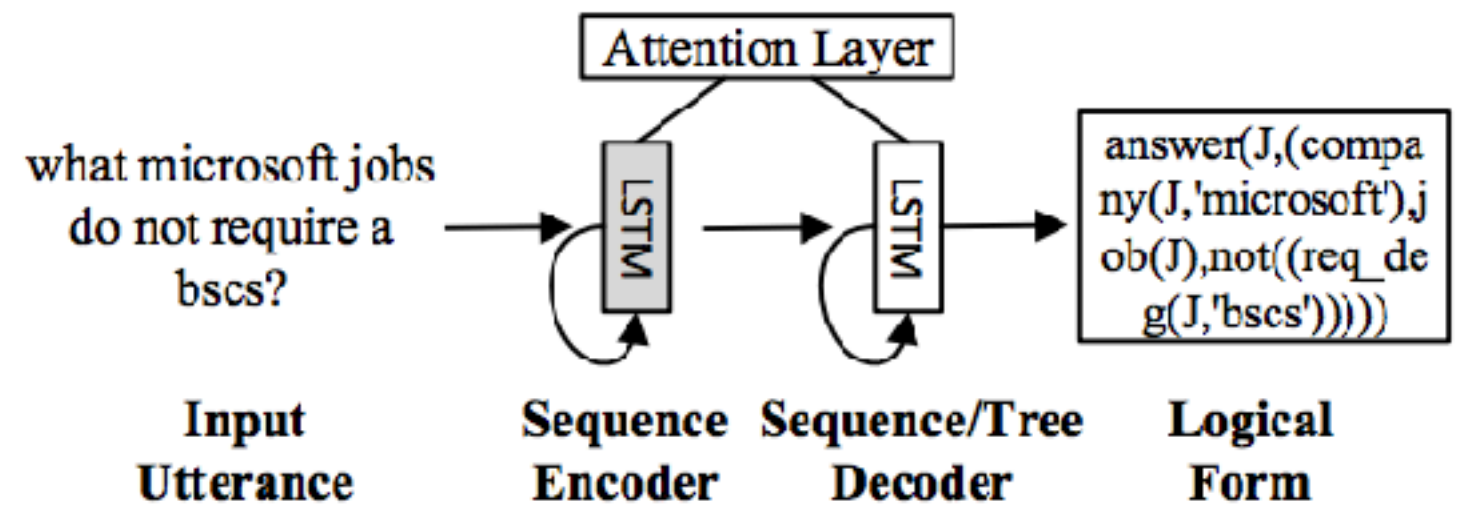 Attention Layer
what microsoft jobs
do not require a
bscs?
LSTM
LSTM
answer(J,(compa
ny(J,'microsoft'),j
ob(J),not((req_de
g(J,'bscs')))))
Input
Utterance
Sequence
Encoder
Sequence/Tree
Decoder
Logical
Form